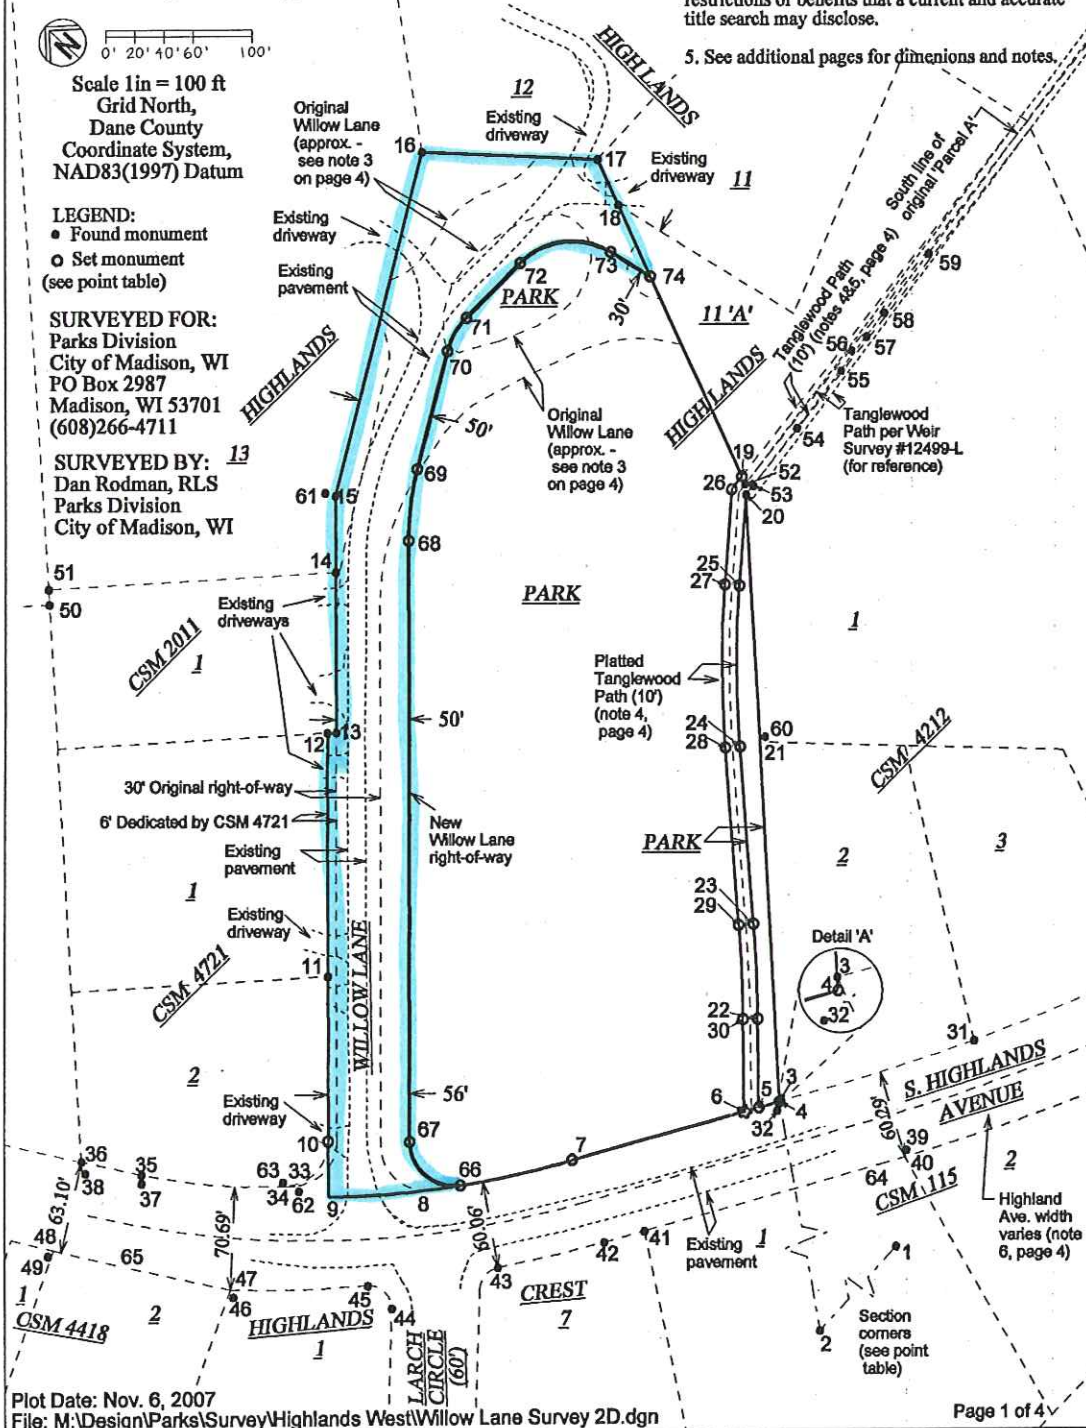 restrictions or benefits that a current and accurate
title search may disclose.
5. See additional pages for dimenions and notes.
N
0' 20' 40' 60' 100'
Scale 1in = 100 ft
Grid North,
Dane County
Coordinate System,
NAD83(1997) Datum
LEGEND:
Found monument
Set monument
(see point table)
SURVEYED FOR:
Parks Division
City of Madison, WI
PO Box 2987
Madison, WI 53701
(608)266-4711
SURVEYED BY:
Dan Rodman, RLS
Parks Division
City of Madison, WI
HIGHLANDS
12
Existing
driveway
Original
Willow Lane
(approx. -
see note 3
on page 4)
16
17
Existing
driveway
11
18
Existing
driveway
Existing
pavement
72
73
74
PARK
30'
11 'A'
71
70
HIGHLANDS
13
50'
Original
Willow Lane
(approx. -
see note 3
on page 4)
HIGHLANDS
South line of
original 'Parcel A'
Tanglewood Path
(10') (notes 4&5, page 4)
59
58
57
56
55
54
Tanglewood
Path per Weir
Survey #12499-L
(for reference)
19
52
53
26
20
69
61
15
68
14
51
50
27
25
PARK
1
Existing
driveways
CSM 2011
1
Platted
Tanglewood
Path (10')
(note 4,
page 4)
50'
12
13
24
28
60
21
CSM 4212
30' Original right-of-way
6' Dedicated by CSM 4721
New
Willow Lane
right-of-way
PARK
2
3
Existing
pavement
1
Existing
driveway
23
29
Detail 'A'
3
4
32
11
CSM 4721
WILLOW LANE
22
30
31
2
S. HIGHLANDS
AVENUE
Existing
driveway
56'
6
5
3
4
32
60.29'
10
67
7
39
40
2
36
38
35
37
63
33
34
62
66
64
CSM 115
9
8
63.10'
70.69'
60.06'
Highland
Ave. width
varies (note
6, page 4)
48
49
65
41
42
Existing
pavement
1
1
43
CREST
7
47
46
45
44
1
CSM 4418
2
HIGHLANDS
1
LARCH
CIRCLE
(60')
2
Section
corners
(see point
table)
Plot Date: Nov. 6, 2007
File: M:\Design\Parks\Survey\Highlands West\Willow Lane Survey 2D.dgn
Page 1 of 4